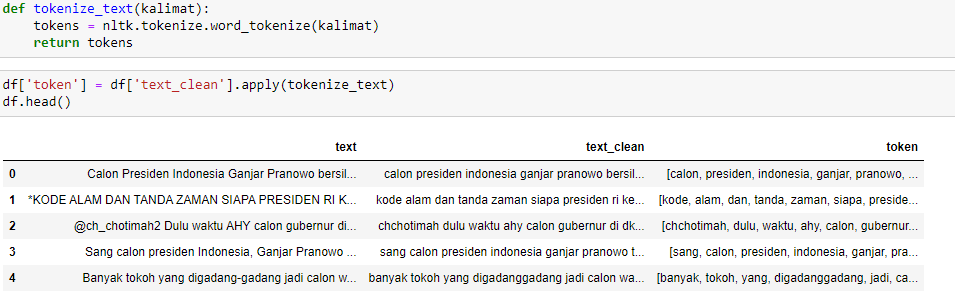 def tokenize_text(kalimat):
    tokens = nltk.tokenize.word_tokenize(kalimat)
    return tokens
df['token'] = df['text_clean'].apply(tokenize_text)
df.head()
text text_clean token
0 Calon Presiden Indonesia Ganjar Pranowo bersil... calon presiden indonesia ganjar pranowo bersil... [calon, presiden, indonesia, ganjar, pranowo, ...
1 *KODE ALAM DAN TANDA ZAMAN SIAPA PRESIDEN RI K... kode alam dan tanda zaman siapa presiden ri ke... [kode, alam, dan, tanda, zaman, siapa, preside...
2 @ch_chotimah2 Dulu waktu AHY calon gubernur di... chchotimah dulu waktu ahy calon gubernur di dk... [chchotimah, dulu, waktu, ahy, calon, gubernur...
3 Sang calon presiden Indonesia, Ganjar Pranowo ... sang calon presiden indonesia ganjar pranowo t... [sang, calon, presiden, indonesia, ganjar, pra...
4 Banyak tokoh yang digadang-gadang jadi calon w... banyak tokoh yang digadanggadang jadi calon wa... [banyak, tokoh, yang, digadanggadang, jadi, ca...